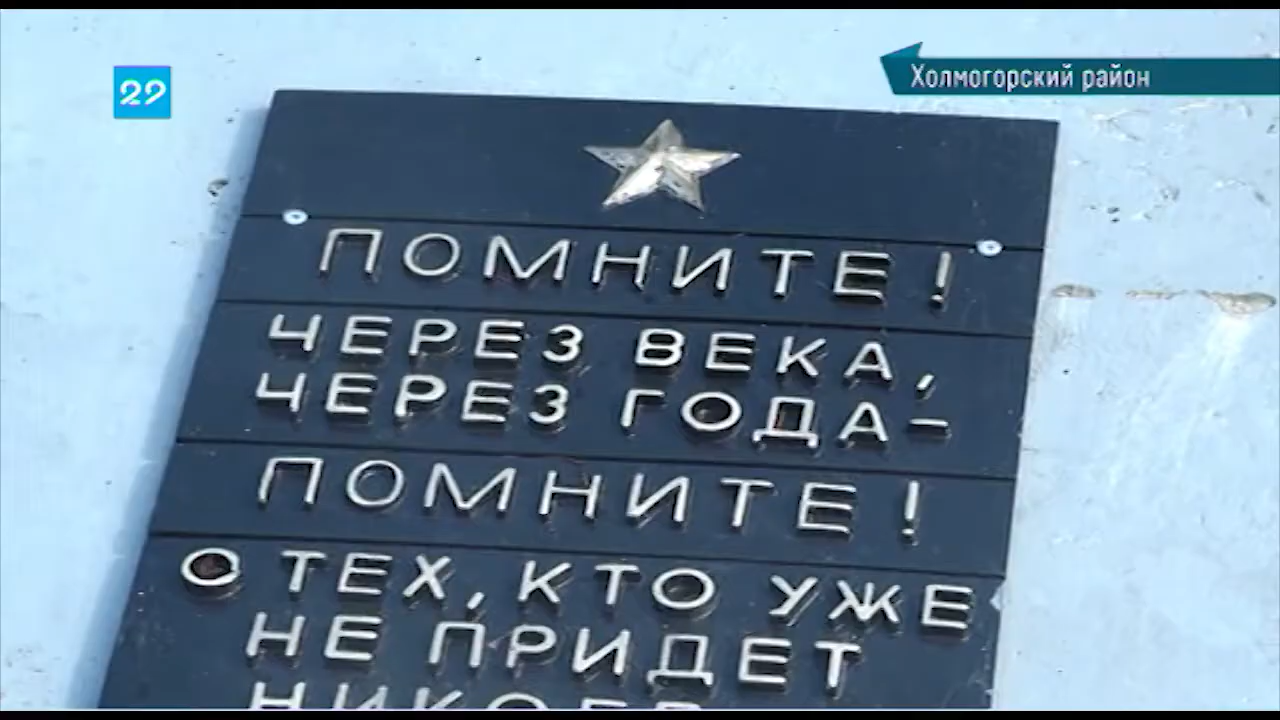 29
Холмогорский район
ПОМНИТЕ!
ЧЕРЕЗ ВЕКА,
ЧЕРЕЗ ГОДА-
ПОМНИТЕ!
О ТЕХ, КТО УЖЕ
НЕ ПРИДЕТ